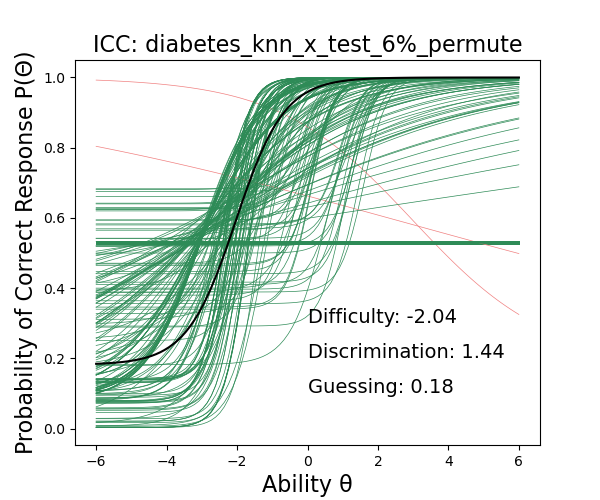 ICC: diabetes_knn_x_test_6%_permute
Probability of Correct Response P(Θ)
1.0
0.8
0.6
0.4
0.2
0.0
Difficulty: -2.04
Discrimination: 1.44
Guessing: 0.18
−6 −4 −2 0 2 4 6
Ability θ